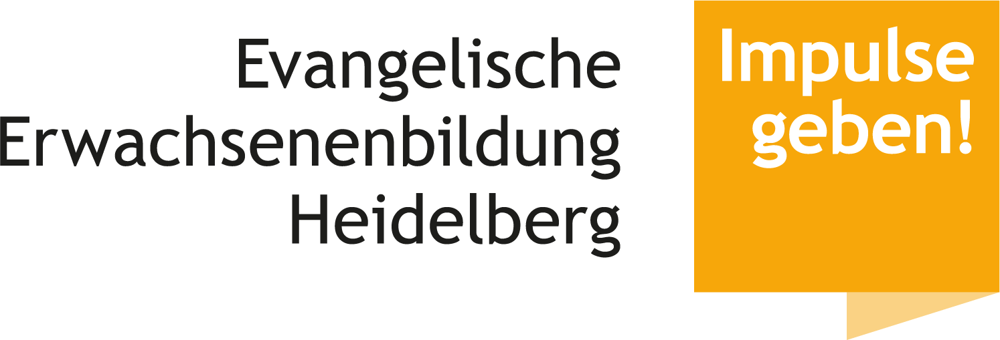 Evangelische
Erwachsenenbildung
Heidelberg
Impulse
geben!